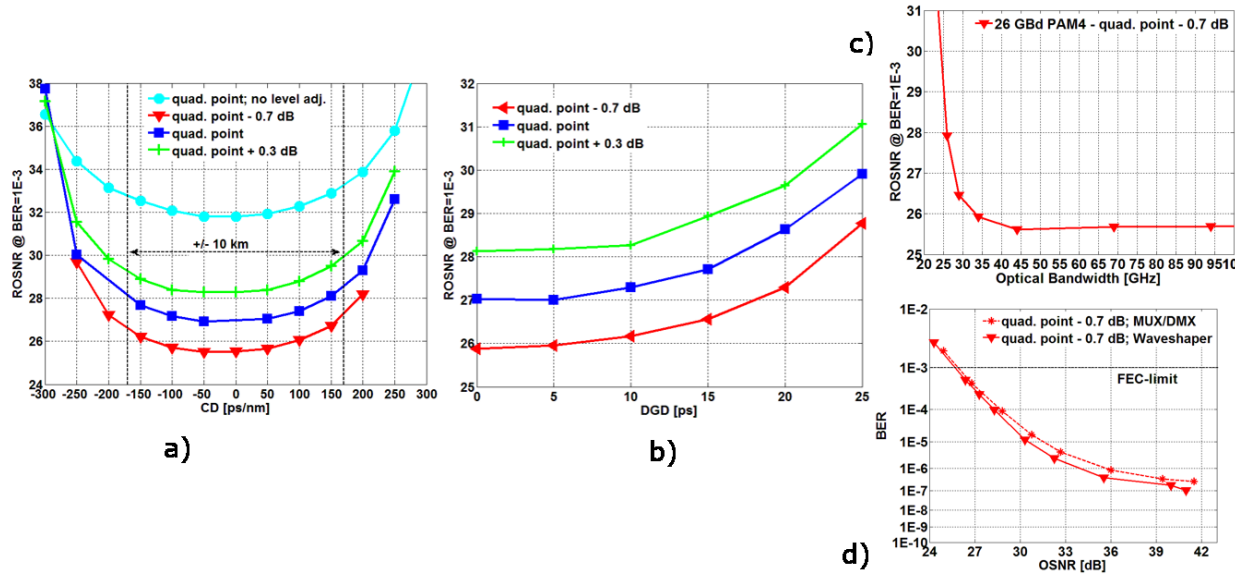 a)
38
36
34
32
30
28
26
24
ROSNR @ BER=1E-3
quad. point; no level adj.
quad. point - 0.7 dB
quad. point
quad. point + 0.3 dB
+/- 10 km
-300 -250 -200 -150 -100 -50 0 50 100 150 200 250 300
CD [ps/nm]
b)
33
32
31
30
29
28
27
26
25
ROSNR @ BER=1E-3
quad. point - 0.7 dB
quad. point
quad. point + 0.3 dB
0 5 10 15 20 25
DGD [ps]
c)
31
30
29
28
27
26
25
ROSNR @ BER=1E-3
26 GBd PAM4 - quad. point - 0.7 dB
20 25 30 35 40 45 50 55 60 65 70 75 80 85 90 95100
Optical Bandwidth [GHz]
d)
1E-2
1E-3
1E-4
1E-5
1E-6
1E-7
1E-8
1E-9
1E-10
BER
quad. point - 0.7 dB; MUX/DMX
quad. point - 0.7 dB; Waveshaper
FEC-limit
24 27 30 33 36 39 42
OSNR [dB]